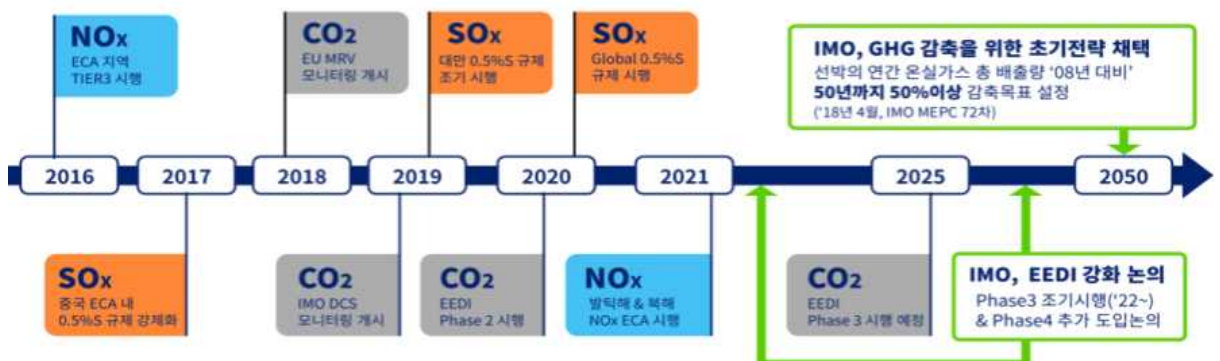 NOx
ECA 지역
TIER3 시행
CO2
EU MRV
모니터링 개시
SOx
대만 0.5%S 규제
조기 시행
SOx
Global 0.5%S
규제 시행
IMO, GHG 감축을 위한 초기전략 채택
선박의 연간 온실가스 총 배출량 ‘08년 대비’
50년까지 50%이상 감축목표 설정
(‘18년 4월, IMO MEPC 72차)
2016
2017
2018
2019
2020
2021
2025
2050
SOx
중국 ECA 내
0.5%S 규제 강제화
CO2
IMO DCS
모니터링 개시
CO2
EEDI
Phase 2 시행
NOx
발틱해 & 북해
NOx ECA 시행
CO2
EEDI
Phase 3 시행 예정
IMO, EEDI 강화 논의
Phase3 조기시행(‘22~)
& Phase4 추가 도입논의